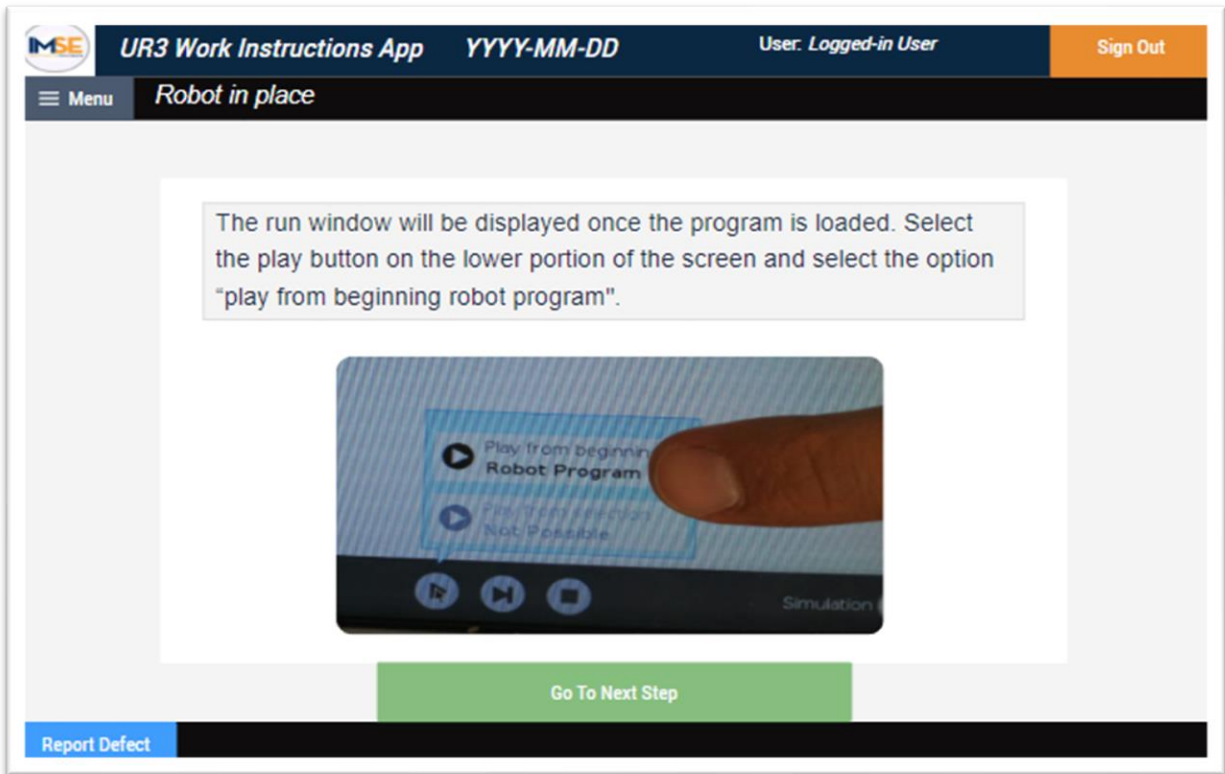 IMSE
UR3 Work Instructions App YYYY-MM-DD User: Logged-in User Sign Out
Menu Robot in place
The run window will be displayed once the program is loaded. Select
the play button on the lower portion of the screen and select the option
“play from beginning robot program".
Play from
Robot Program
Play from selection
Not Possible
Simulation
Go To Next Step
Report Defect